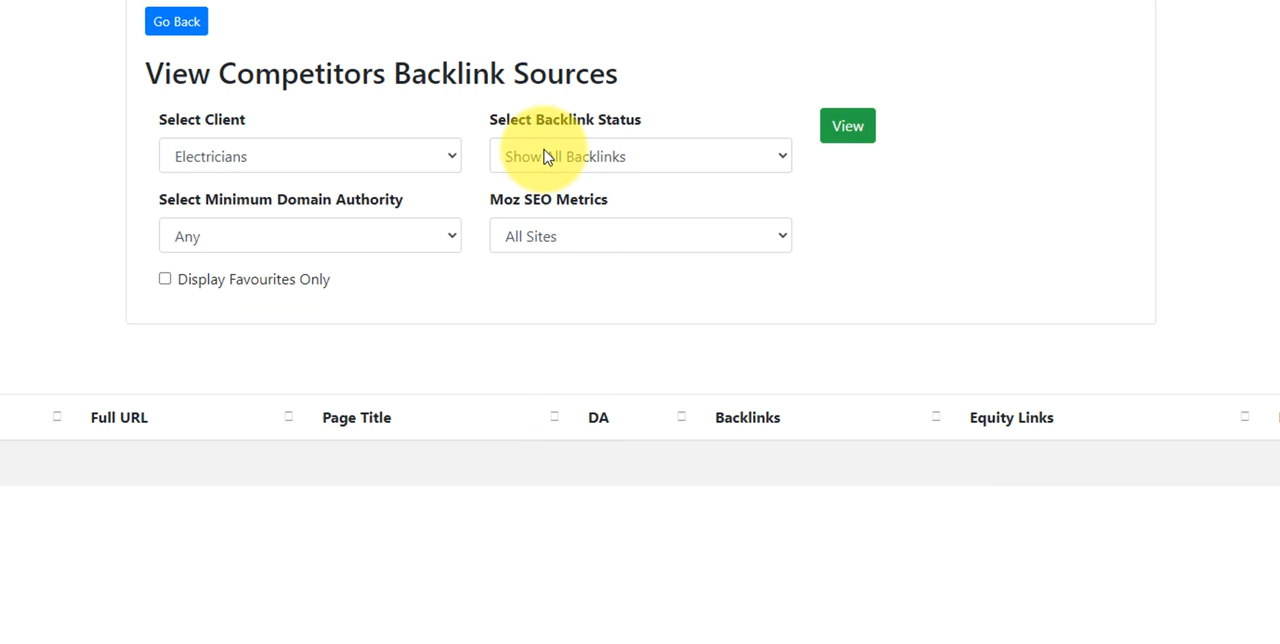 Go Back
View Competitors Backlink Sources
Select Client
Select Backlink Status
View
Electricians
Show All Backlinks
Select Minimum Domain Authority
Moz SEO Metrics
Any
All Sites
Display Favourites Only
Full URL
Page Title
DA
Backlinks
Equity Links